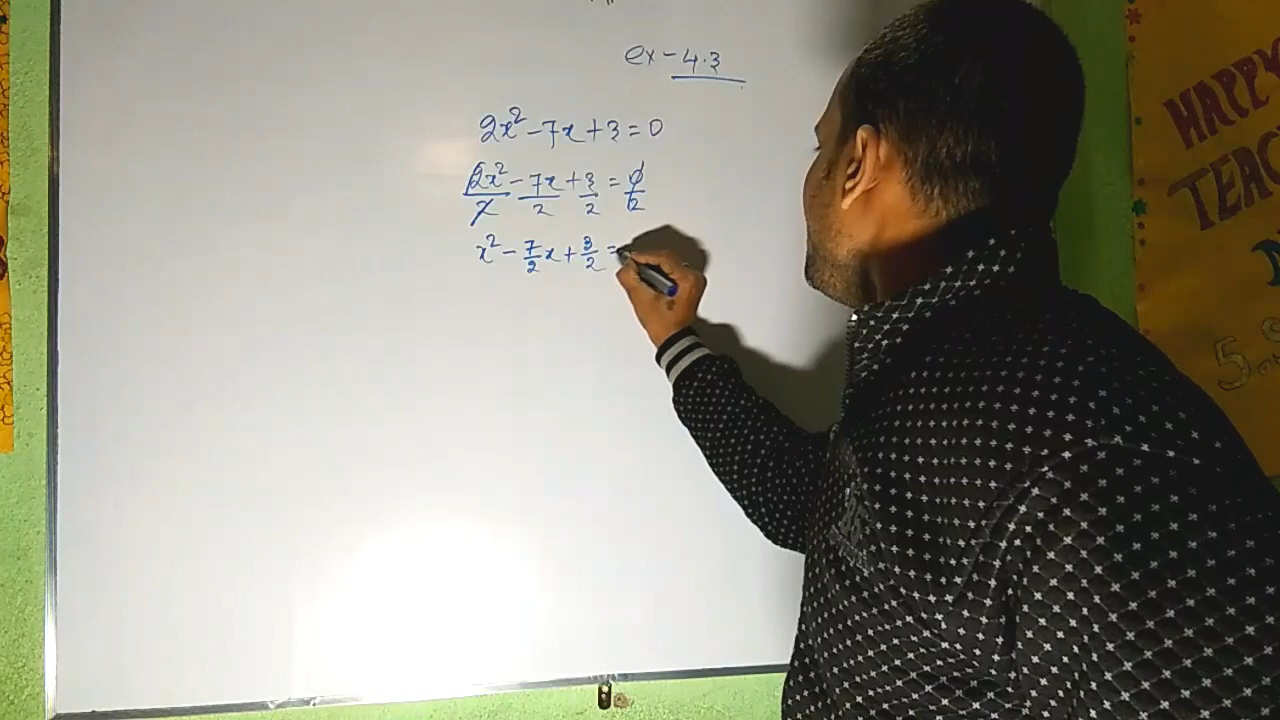 ex - 4.3
2x² - 7x + 3 = 0
2x²/2 - 7x/2 + 3/2 = 0/2
x² - 7/2 x + 3/2 =
HAPPY
TEAC
5.S